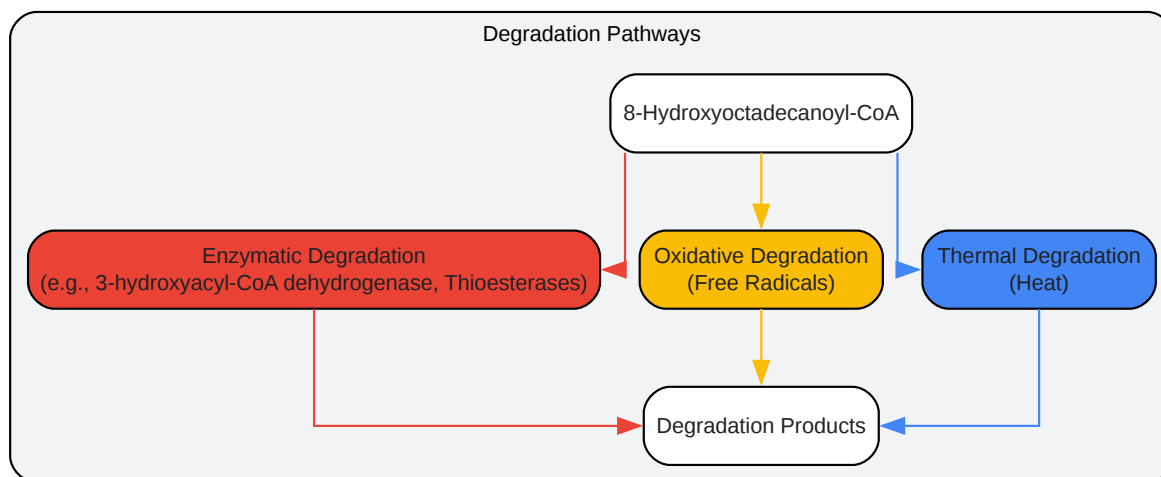 Degradation Pathways
8-Hydroxyoctadecanoyl-CoA
Enzymatic Degradation
(e.g., 3-hydroxyacyl-CoA dehydrogenase, Thioesterases)
Oxidative Degradation
(Free Radicals)
Thermal Degradation
(Heat)
Degradation Products